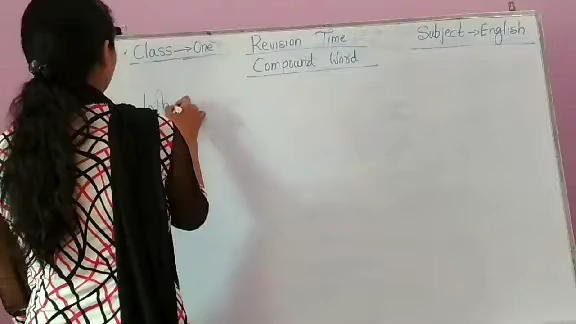 Class → One Revision Time Subject → English
Compound Word